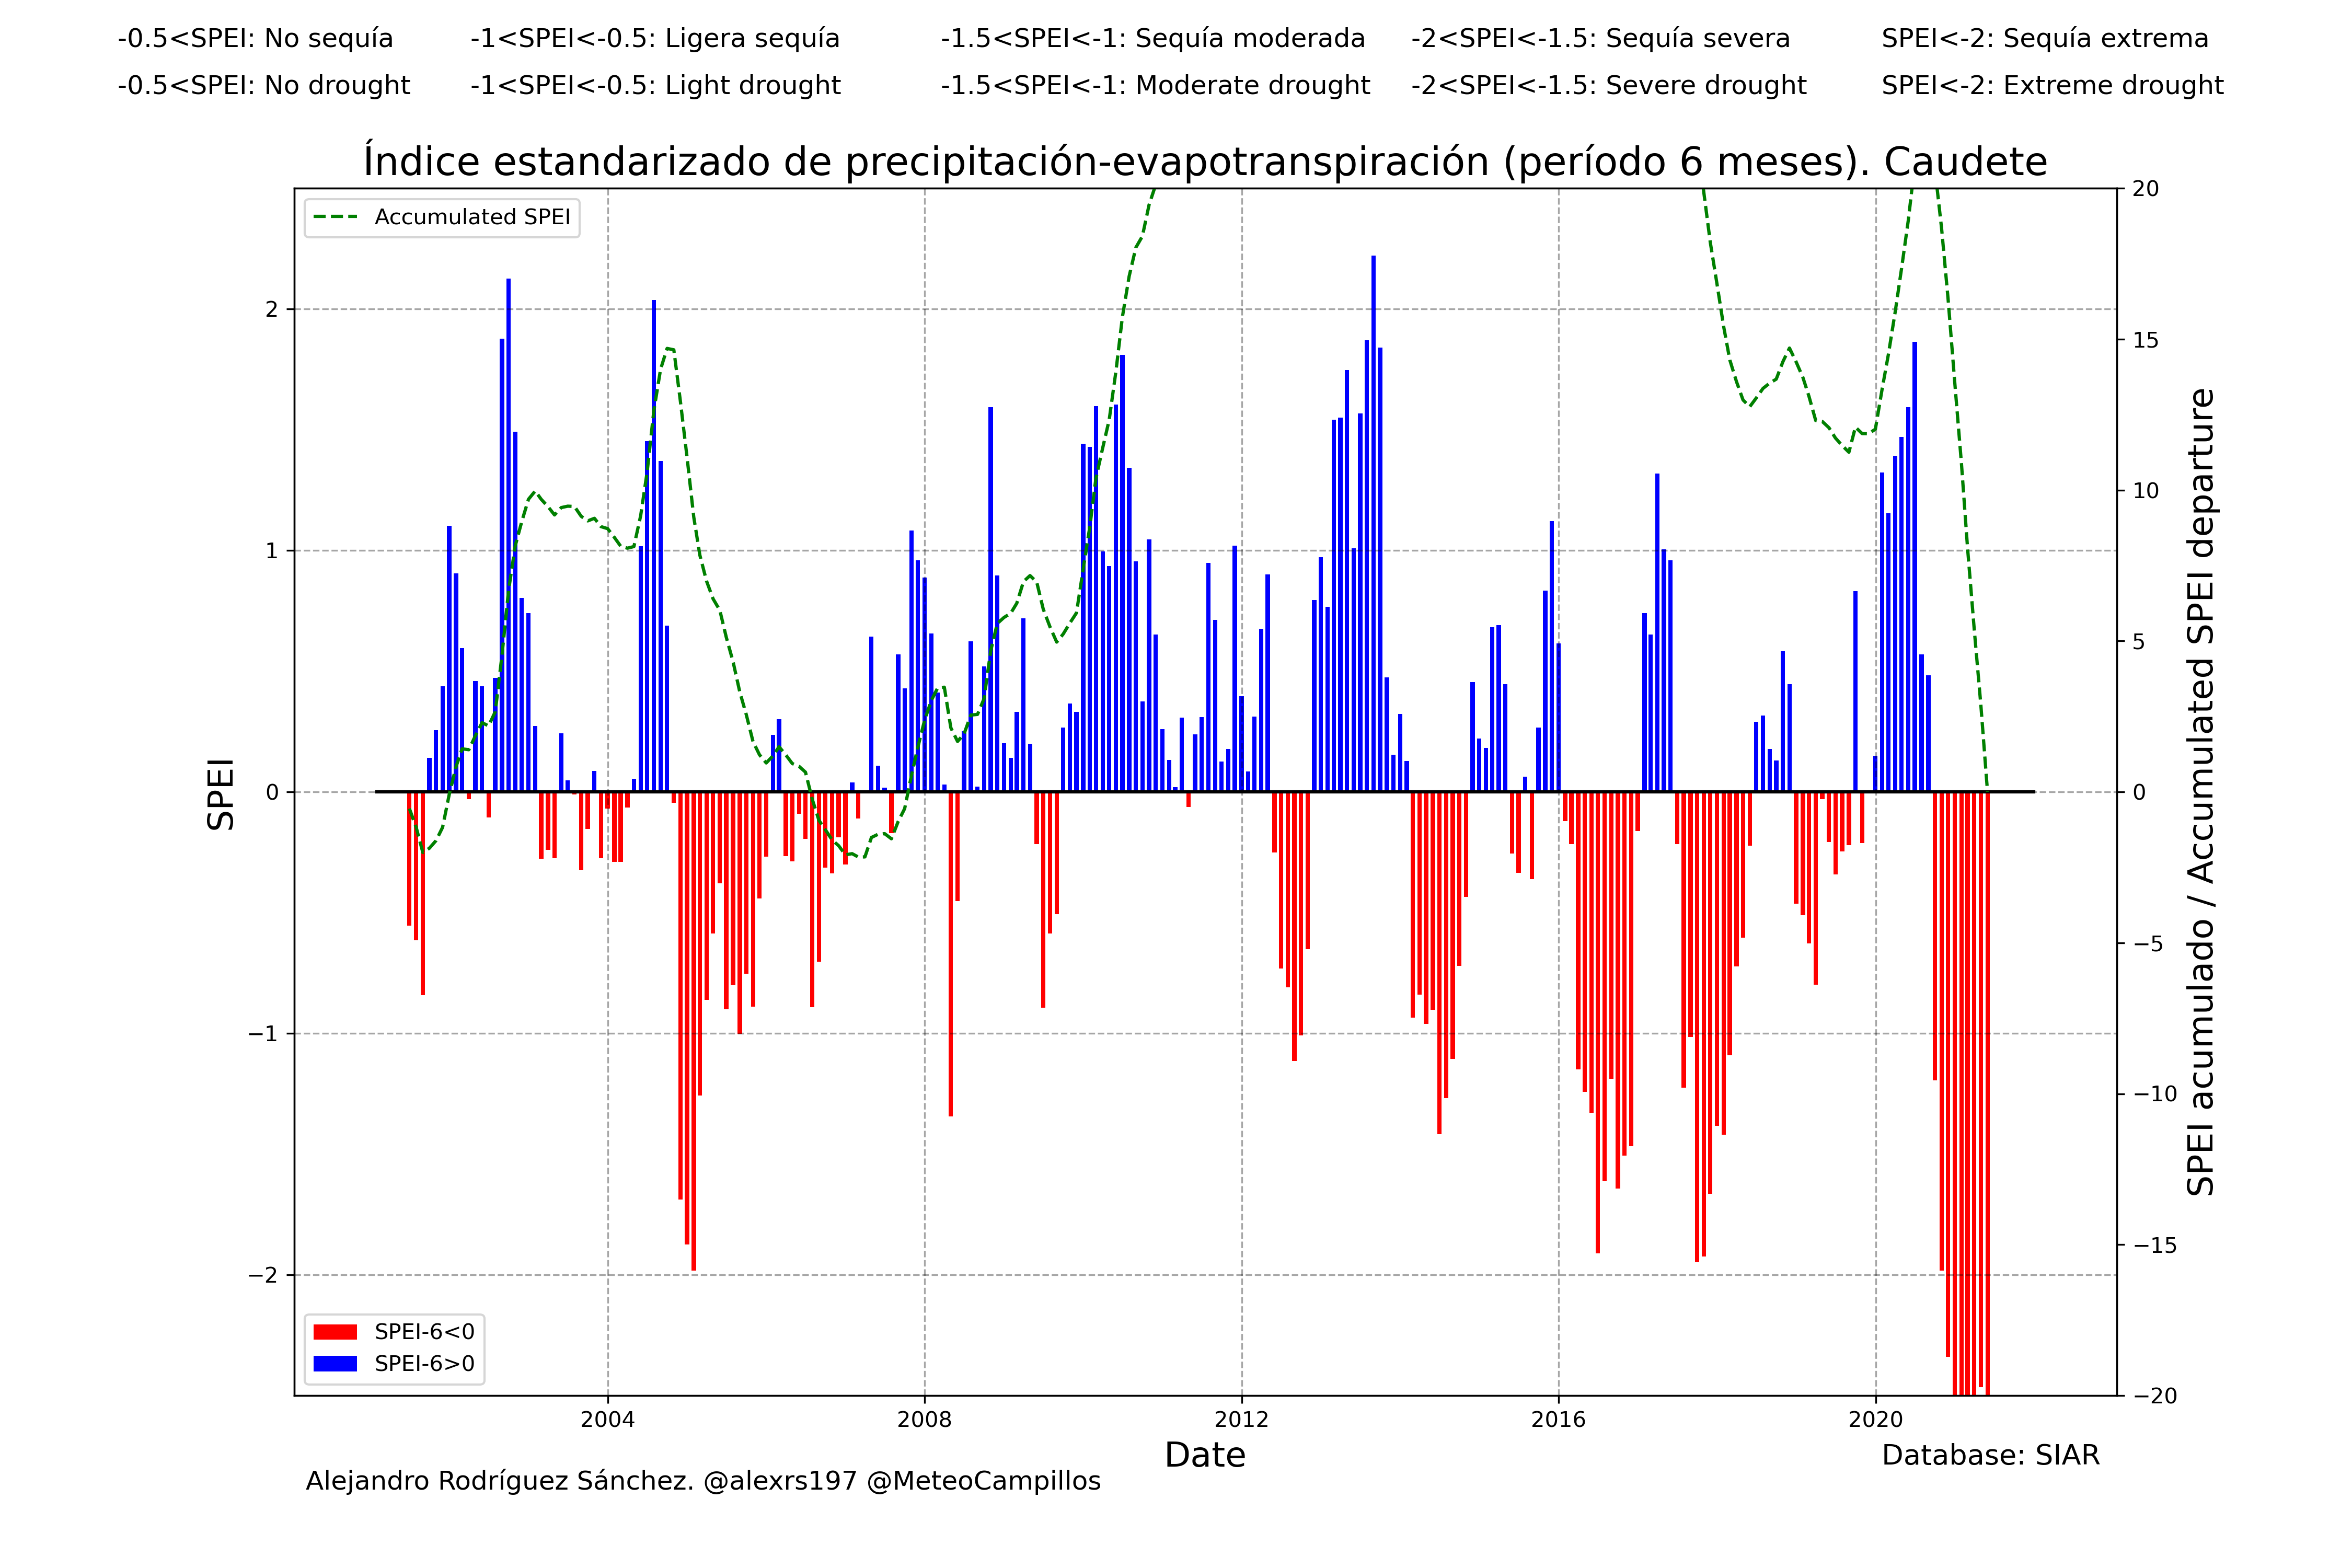 -0.5<SPEI: No sequía
-1<SPEI<-0.5: Ligera sequía
-1.5<SPEI<-1: Sequía moderada
-2<SPEI<-1.5: Sequía severa
SPEI<-2: Sequía extrema
-0.5<SPEI: No drought
-1<SPEI<-0.5: Light drought
-1.5<SPEI<-1: Moderate drought
-2<SPEI<-1.5: Severe drought
SPEI<-2: Extreme drought
Índice estandarizado de precipitación-evapotranspiración (período 6 meses). Caudete
Accumulated SPEI
SPEI
2
1
0
−1
−2
20
15
10
5
0
−5
−10
−15
−20
SPEI acumulado / Accumulated SPEI departure
SPEI-6<0
SPEI-6>0
2004
2008
2012
2016
2020
Date
Database: SIAR
Alejandro Rodríguez Sánchez. @alexrs197 @MeteoCampillos